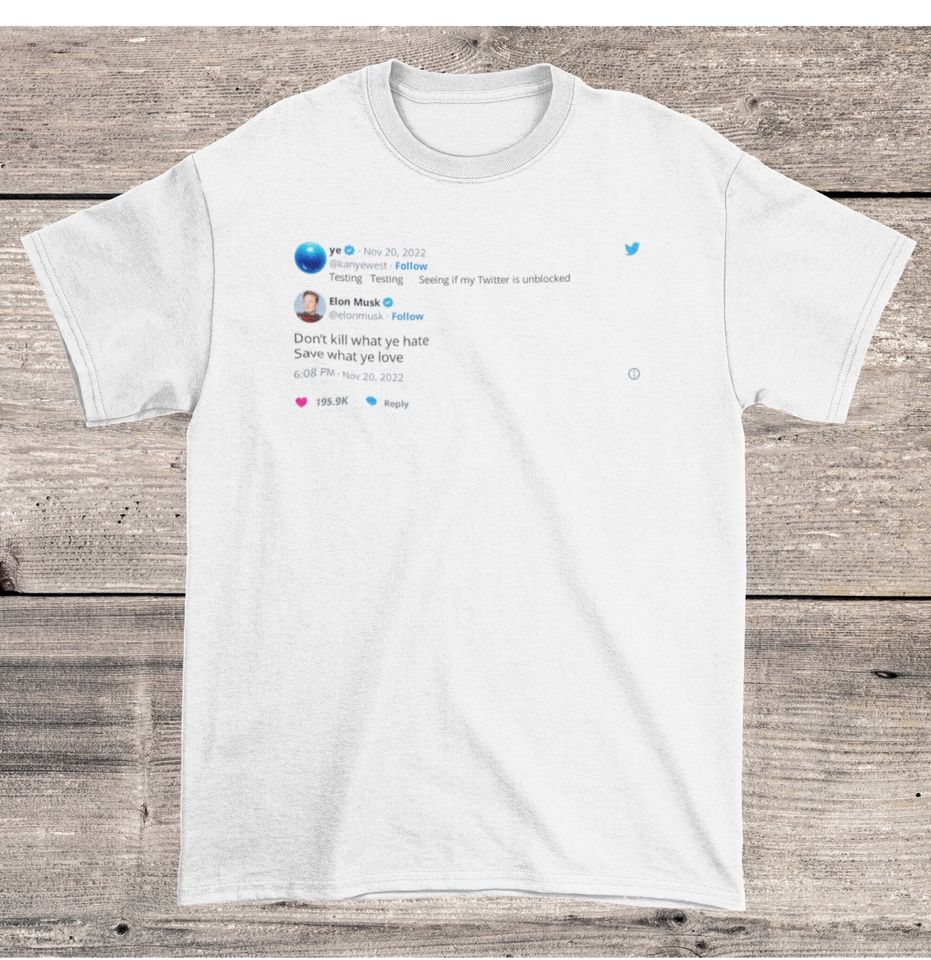 ye · Nov 20, 2022
@kanyewest · Follow
Testing Testing Seeing if my Twitter is unblocked
Elon Musk
@elonmusk · Follow
Don't kill what ye hate
Save what ye love
6:08 PM · Nov 20, 2022
195.9K Reply